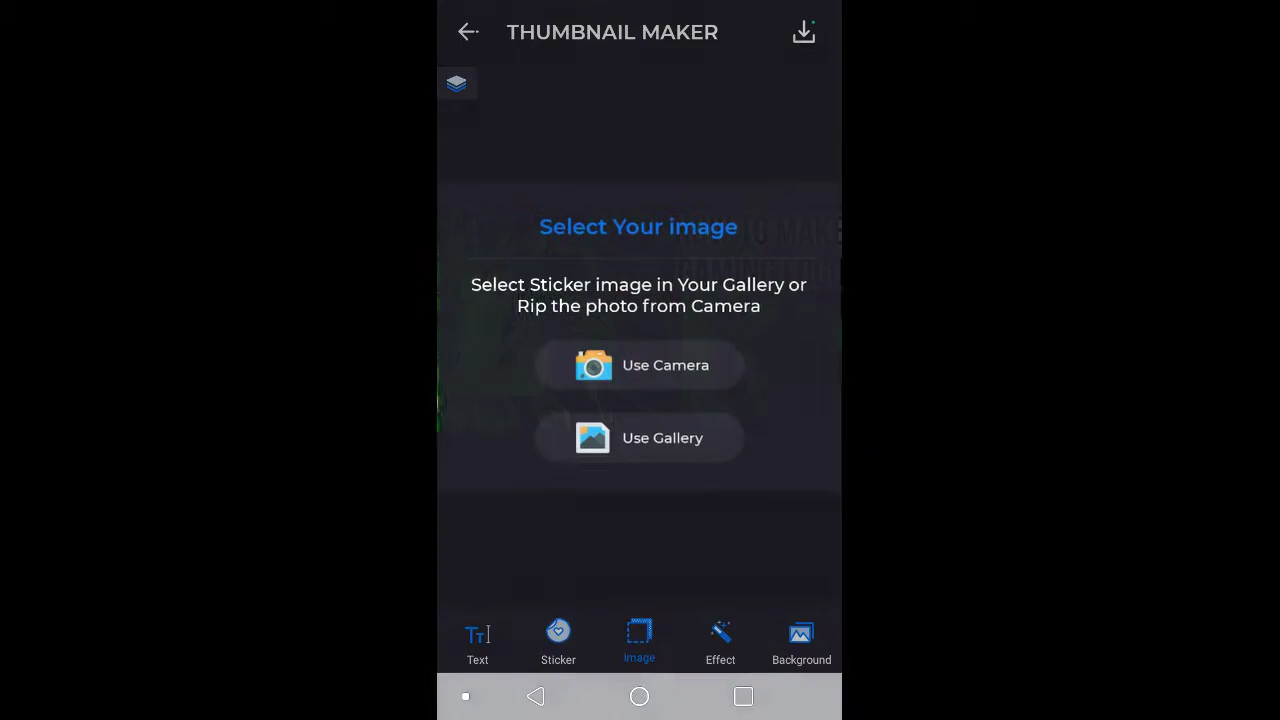 THUMBNAIL MAKER
Select Your image
Select Sticker image in Your Gallery or
Rip the photo from Camera
Use Camera
Use Gallery
Text
Sticker
Image
Effect
Background